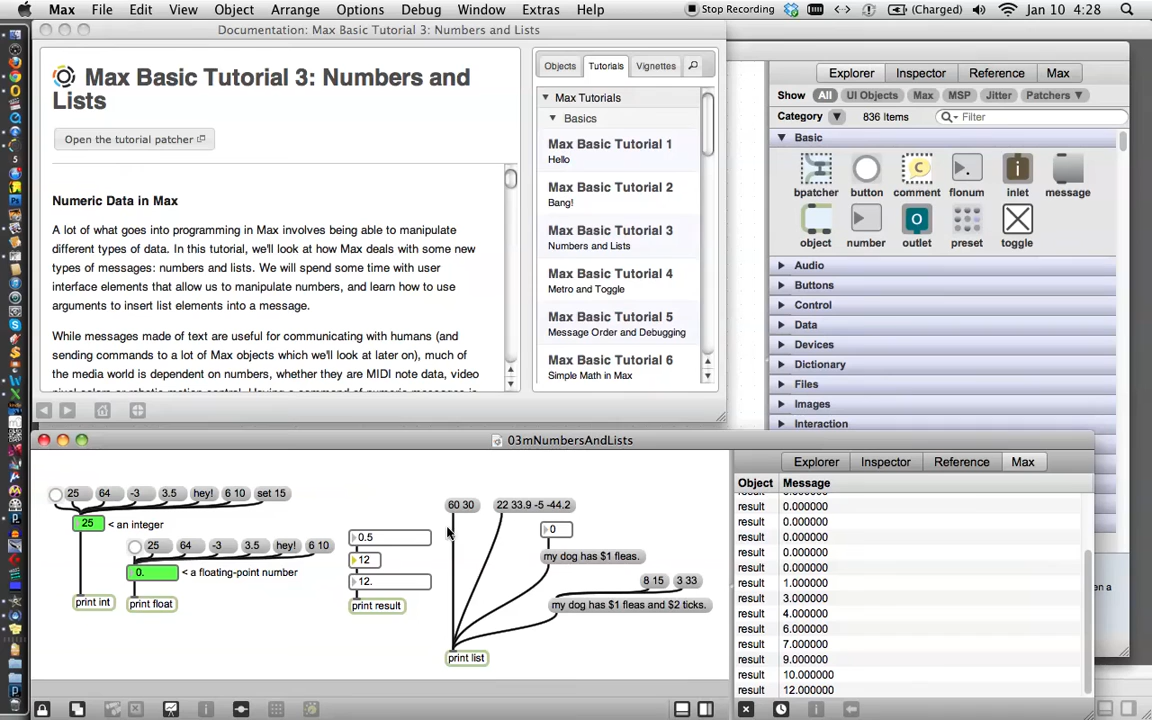 Max File Edit View Object Arrange Options Debug Window Extras Help
Stop Recording (Charged) Jan 10 4:28
Documentation: Max Basic Tutorial 3: Numbers and Lists
Max Basic Tutorial 3: Numbers and
Lists
Open the tutorial patcher
Numeric Data in Max
A lot of what goes into programming in Max involves being able to manipulate
different types of data. In this tutorial, we'll look at how Max deals with some new
types of messages: numbers and lists. We will spend some time with user
interface elements that allow us to manipulate numbers, and learn how to use
arguments to insert list elements into a message.
While messages made of text are useful for communicating with humans (and
sending commands to a lot of Max objects which we'll look at later on), much of
the media world is dependent on numbers, whether they are MIDI note data, video
Objects Tutorials Vignettes
Max Tutorials
Basics
Max Basic Tutorial 1
Hello
Max Basic Tutorial 2
Bang!
Max Basic Tutorial 3
Numbers and Lists
Max Basic Tutorial 4
Metro and Toggle
Max Basic Tutorial 5
Message Order and Debugging
Max Basic Tutorial 6
Simple Math in Max
Explorer Inspector Reference Max
Show All UI Objects Max MSP Jitter Patchers
Category 836 Items Filter
Basic
bpatcher button comment flonum inlet message
object number outlet preset toggle
Audio
Buttons
Control
Data
Devices
Dictionary
Files
Images
Interaction
03mNumbersAndLists
25 64 -3 3.5 hey! 6 10 set 15
25 < an integer
25 64 -3 3.5 hey! 6 10
0. < a floating-point number
print int print float
0.5
12
12.
print result
60 30 22 33.9 -5 -44.2
0
my dog has $1 fleas.
8 15 3 33
my dog has $1 fleas and $2 ticks.
print list
Explorer Inspector Reference Max
Object Message
result 0.000000
result 0.000000
result 0.000000
result 0.000000
result 0.000000
result 1.000000
result 3.000000
result 4.000000
result 6.000000
result 7.000000
result 9.000000
result 10.000000
result 12.000000